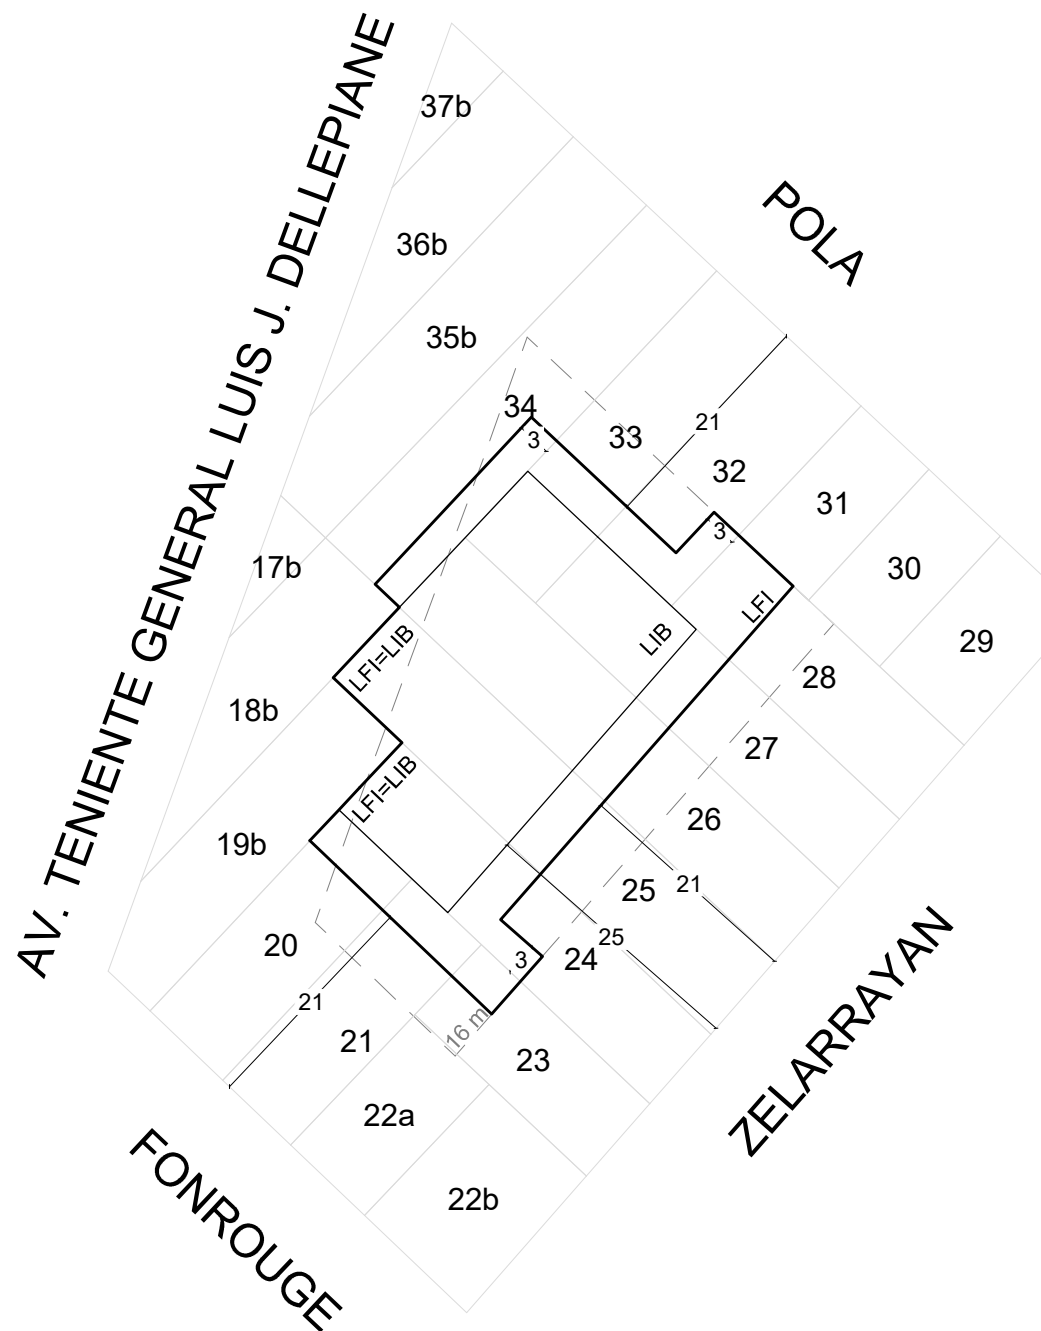 AV. TENIENTE GENERAL LUIS J. DELLEPIANE
37b
POLA
36b
35b
34
3
33
21
32
31
3
30
17b
LFI
29
LFI=LIB
LIB
28
18b
27
LFI=LIB
26
19b
25
21
20
3
24
25
21
21
16 m
23
22a
ZELARRAYAN
22b
FONROUGE